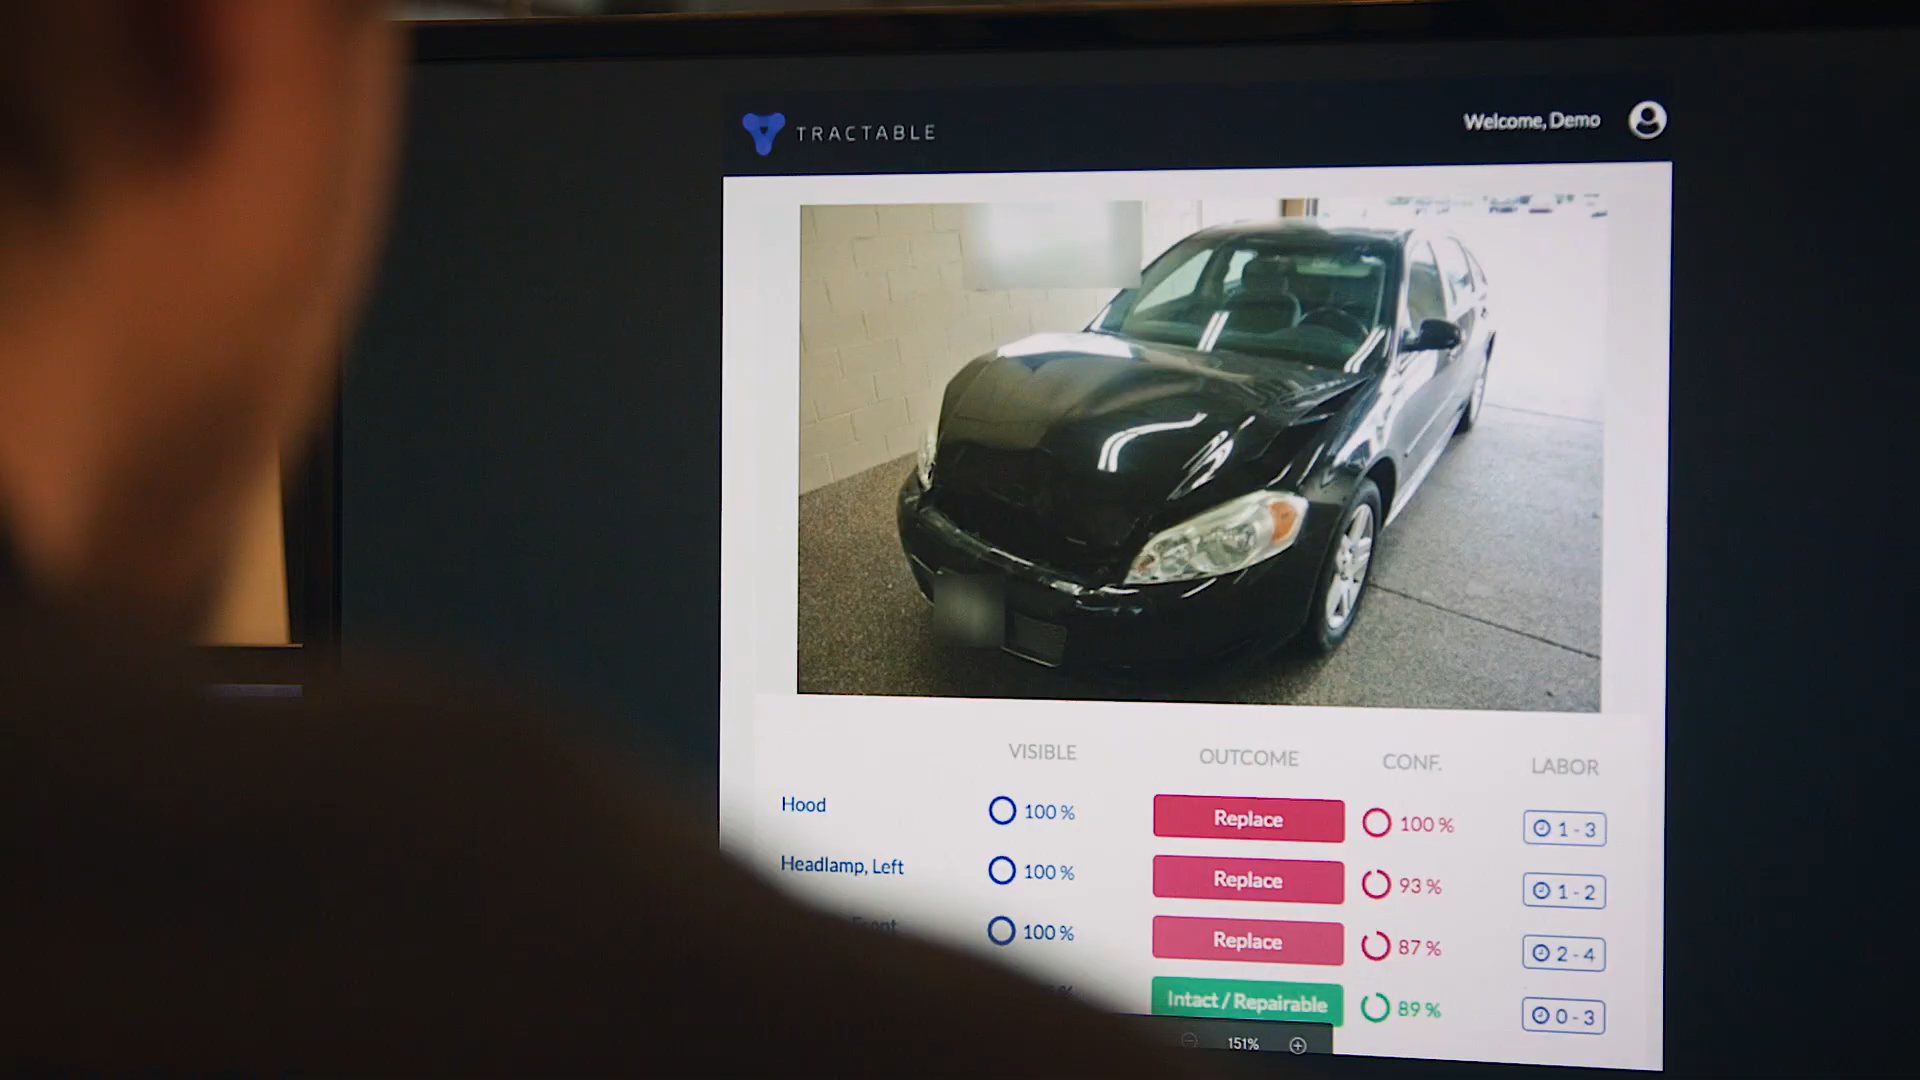 TRACTABLE
Welcome, Demo
VISIBLE OUTCOME CONF. LABOR
Hood 100 % Replace 100 % 1 - 3
Headlamp, Left 100 % Replace 93 % 1 - 2
Front 100 % Replace 87 % 2 - 4
% Intact / Repairable 89 % 0 - 3
151%